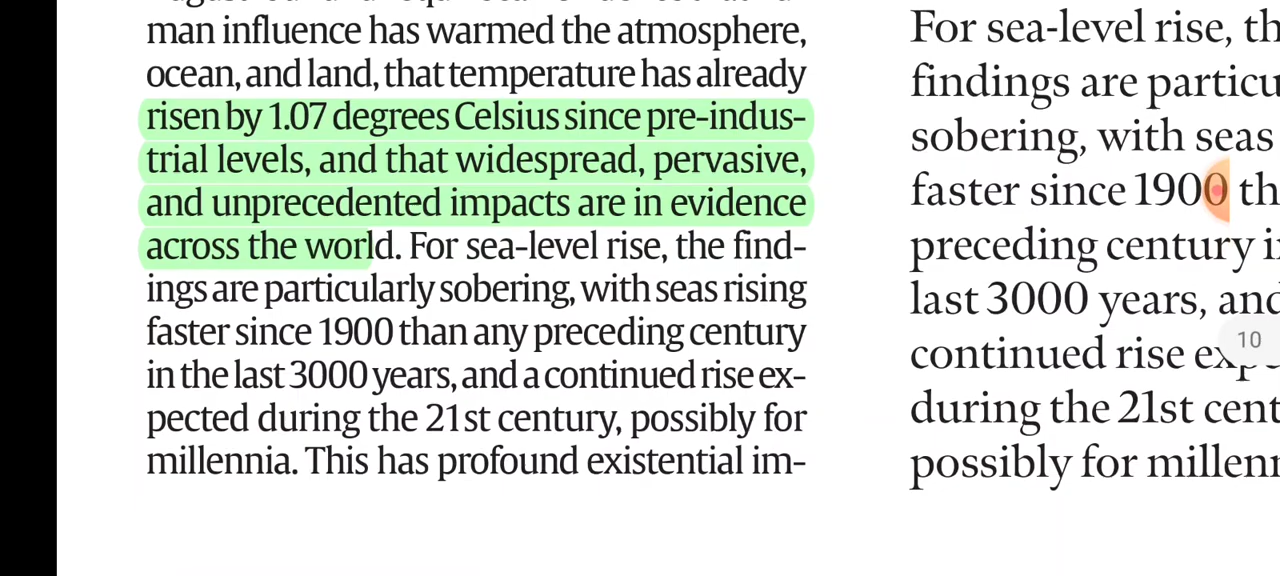 man influence has warmed the atmosphere,
ocean, and land, that temperature has already
risen by 1.07 degrees Celsius since pre-indus-
trial levels, and that widespread, pervasive,
and unprecedented impacts are in evidence
across the world. For sea-level rise, the find-
ings are particularly sobering, with seas rising
faster since 1900 than any preceding century
in the last 3000 years, and a continued rise ex-
pected during the 21st century, possibly for
millennia. This has profound existential im-
For sea-level rise, th
findings are particu
sobering, with seas
faster since 1900 th
preceding century i
last 3000 years, and
continued rise
during the 21st cent
possibly for millenn
10